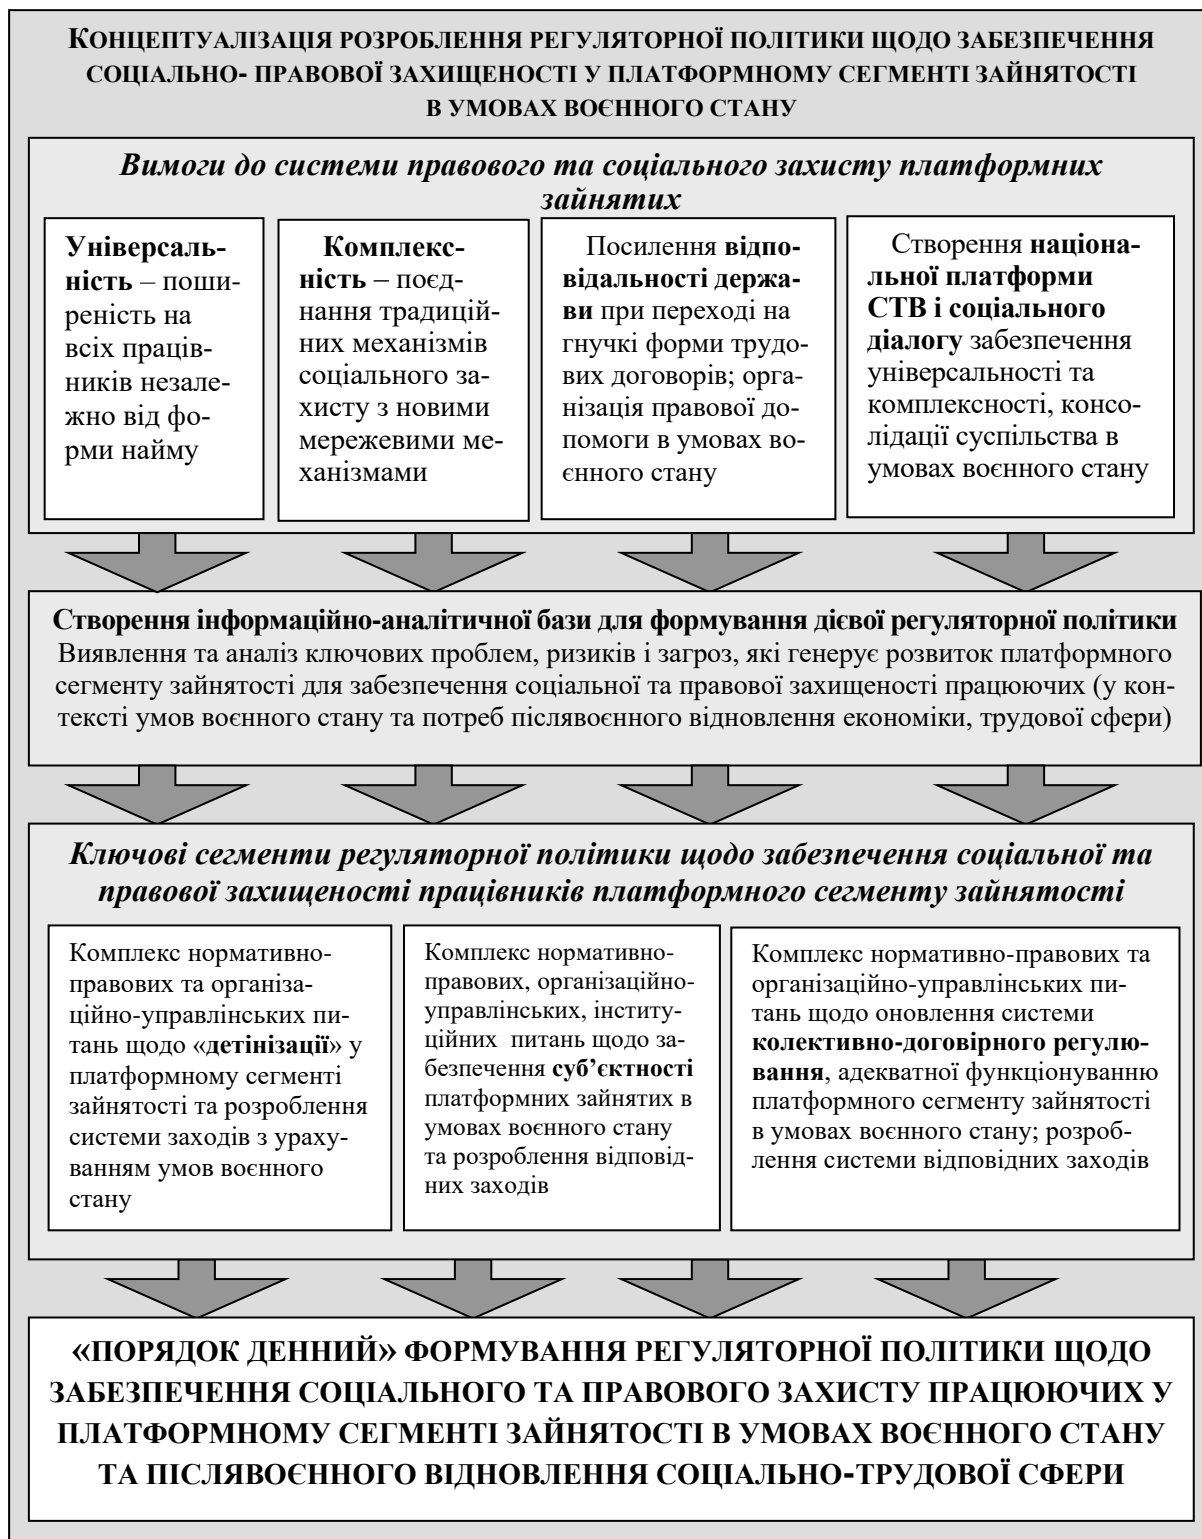 КОНЦЕПТУАЛІЗАЦІЯ РОЗРОБЛЕННЯ РЕГУЛЯТОРНОЇ ПОЛІТИКИ ЩОДО ЗАБЕЗПЕЧЕННЯ
СОЦІАЛЬНО- ПРАВОВОЇ ЗАХИЩЕНОСТІ У ПЛАТФОРМНОМУ СЕГМЕНТІ ЗАЙНЯТОСТІ
В УМОВАХ ВОЄННОГО СТАНУ
Вимоги до системи правового та соціального захисту платформних
зайнятих
Універсаль-
ність – поши-
реність на
всіх праців-
ників незале-
жно від фо-
рми найму
Комплекс-
ність – поєд-
нання традицій-
них механізмів
соціального за-
хисту з новими
мережевими ме-
ханізмами
Посилення відпо-
відальності держа-
ви при переході на
гнучкі форми трудо-
вих договорів; орга-
нізація правової до-
помоги в умовах во-
єнного стану
Створення націона-
льної платформи
СТВ і соціального
діалогу забезпечення
універсальності та
комплексності, консо-
лідації суспільства в
умовах воєнного стану
Створення інформаційно-аналітичної бази для формування дієвої регуляторної політики
Виявлення та аналіз ключових проблем, ризиків і загроз, які генерує розвиток платформного
сегменту зайнятості для забезпечення соціальної та правової захищеності працюючих (у кон-
тексті умов воєнного стану та потреб післявоєнного відновлення економіки, трудової сфери)
Ключові сегменти регуляторної політики щодо забезпечення соціальної та
правової захищеності працівників платформного сегменту зайнятості
Комплекс нормативно-
правових та організа-
ційно-управлінських пи-
тань щодо «детінізації» у
платформному сегменті
зайнятості та розроблення
системи заходів з ураху-
ванням умов воєнного
стану
Комплекс нормативно-
правових, організаційно-
управлінських, інститу-
ційних питань щодо за-
безпечення суб’єктності
платформних зайнятих в
умовах воєнного стану
та розроблення відповід-
них заходів
Комплекс нормативно-правових та
організаційно-управлінських пи-
тань щодо оновлення системи
колективно-договірного регулю-
вання, адекватної функціонуванню
платформного сегменту зайнятості
в умовах воєнного стану; розроб-
лення системи відповідних заходів
«ПОРЯДОК ДЕННИЙ» ФОРМУВАННЯ РЕГУЛЯТОРНОЇ ПОЛІТИКИ ЩОДО
ЗАБЕЗПЕЧЕННЯ СОЦІАЛЬНОГО ТА ПРАВОВОГО ЗАХИСТУ ПРАЦЮЮЧИХ У
ПЛАТФОРМНОМУ СЕГМЕНТІ ЗАЙНЯТОСТІ В УМОВАХ ВОЄННОГО СТАНУ
ТА ПІСЛЯВОЄННОГО ВІДНОВЛЕННЯ СОЦІАЛЬНО-ТРУДОВОЇ СФЕРИ